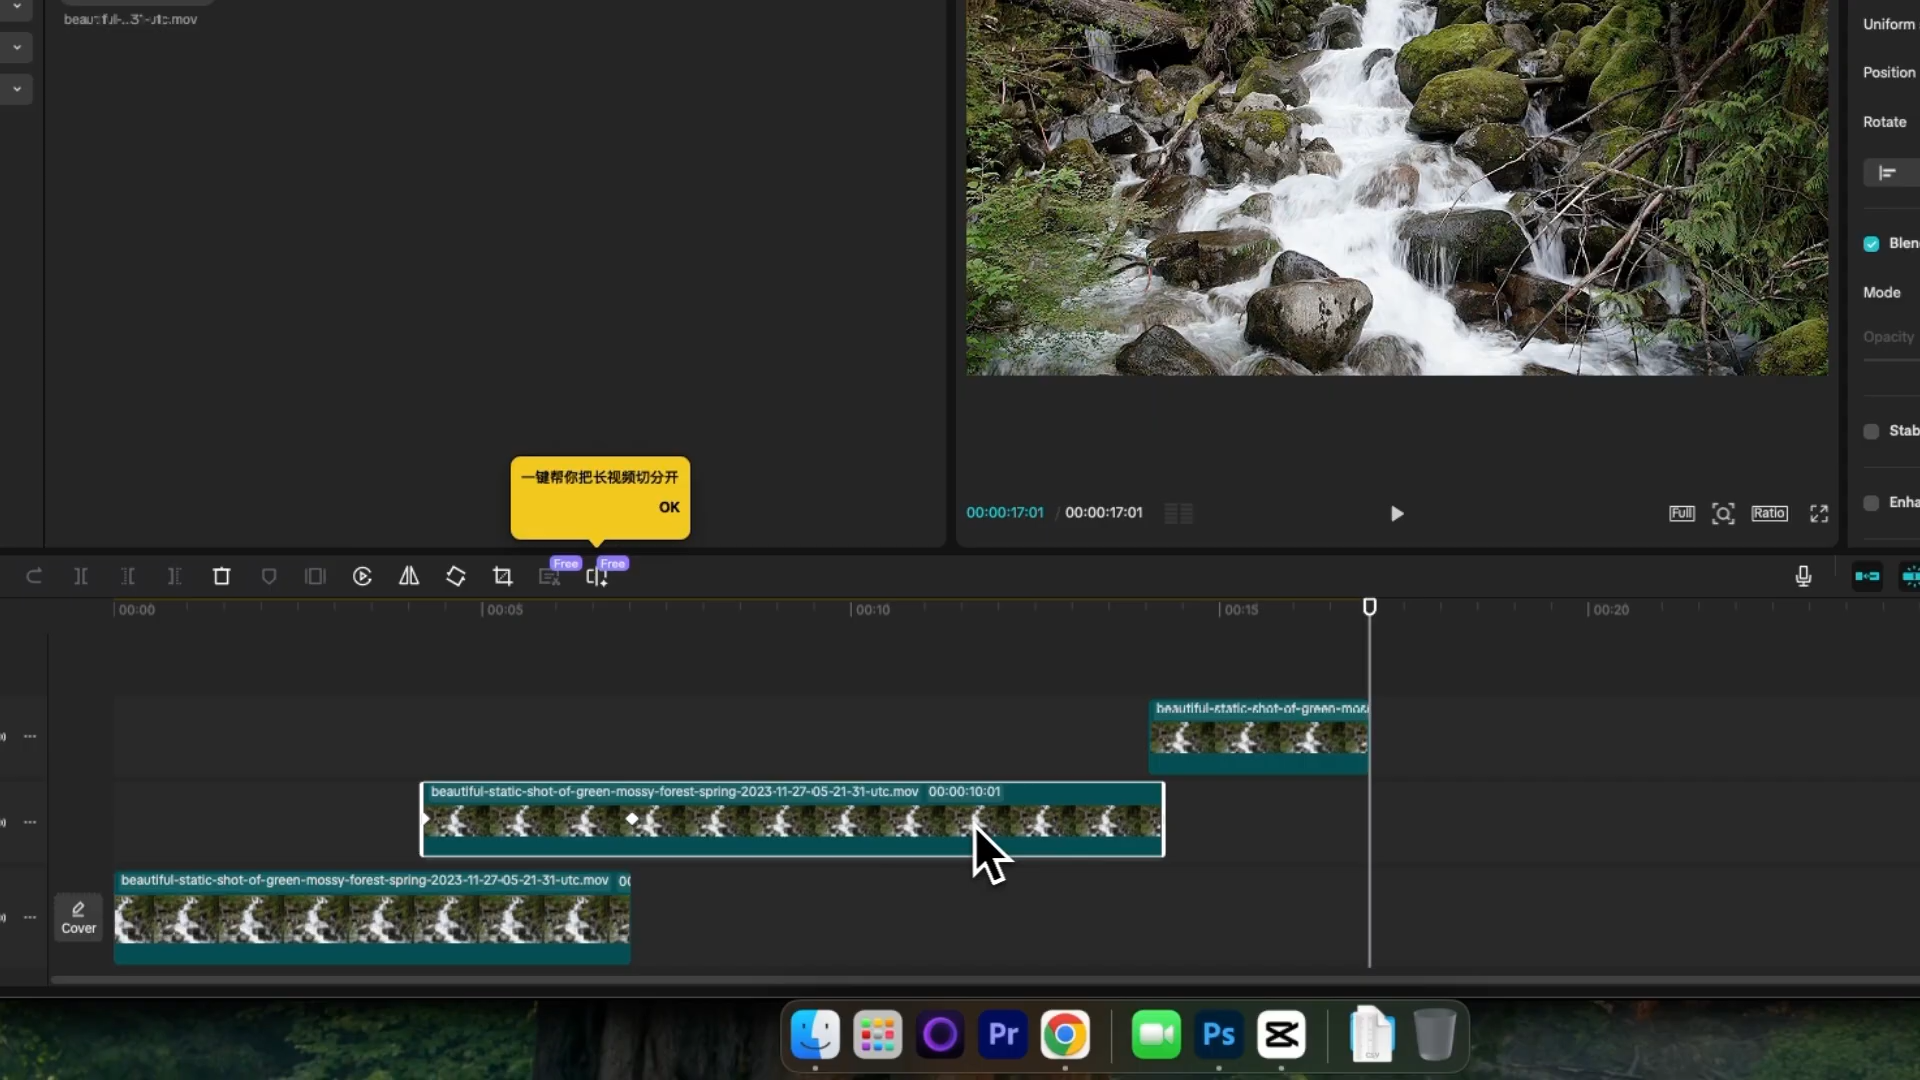 beautiful-...3'-utc.mov
Uniform
Position
Rotate
Mode
Opacity
一键帮你把长视频切分开
OK
00:00:17:01 / 00:00:17:01
Full
Ratio
Free
Free
00:00
00:05
00:10
00:15
00:20
beautiful-static-shot-of-green-mos
beautiful-static-shot-of-green-mossy-forest-spring-2023-11-27-05-21-31-utc.mov 00:00:10:01
beautiful-static-shot-of-green-mossy-forest-spring-2023-11-27-05-21-31-utc.mov
Cover
Pr
Ps
CSV